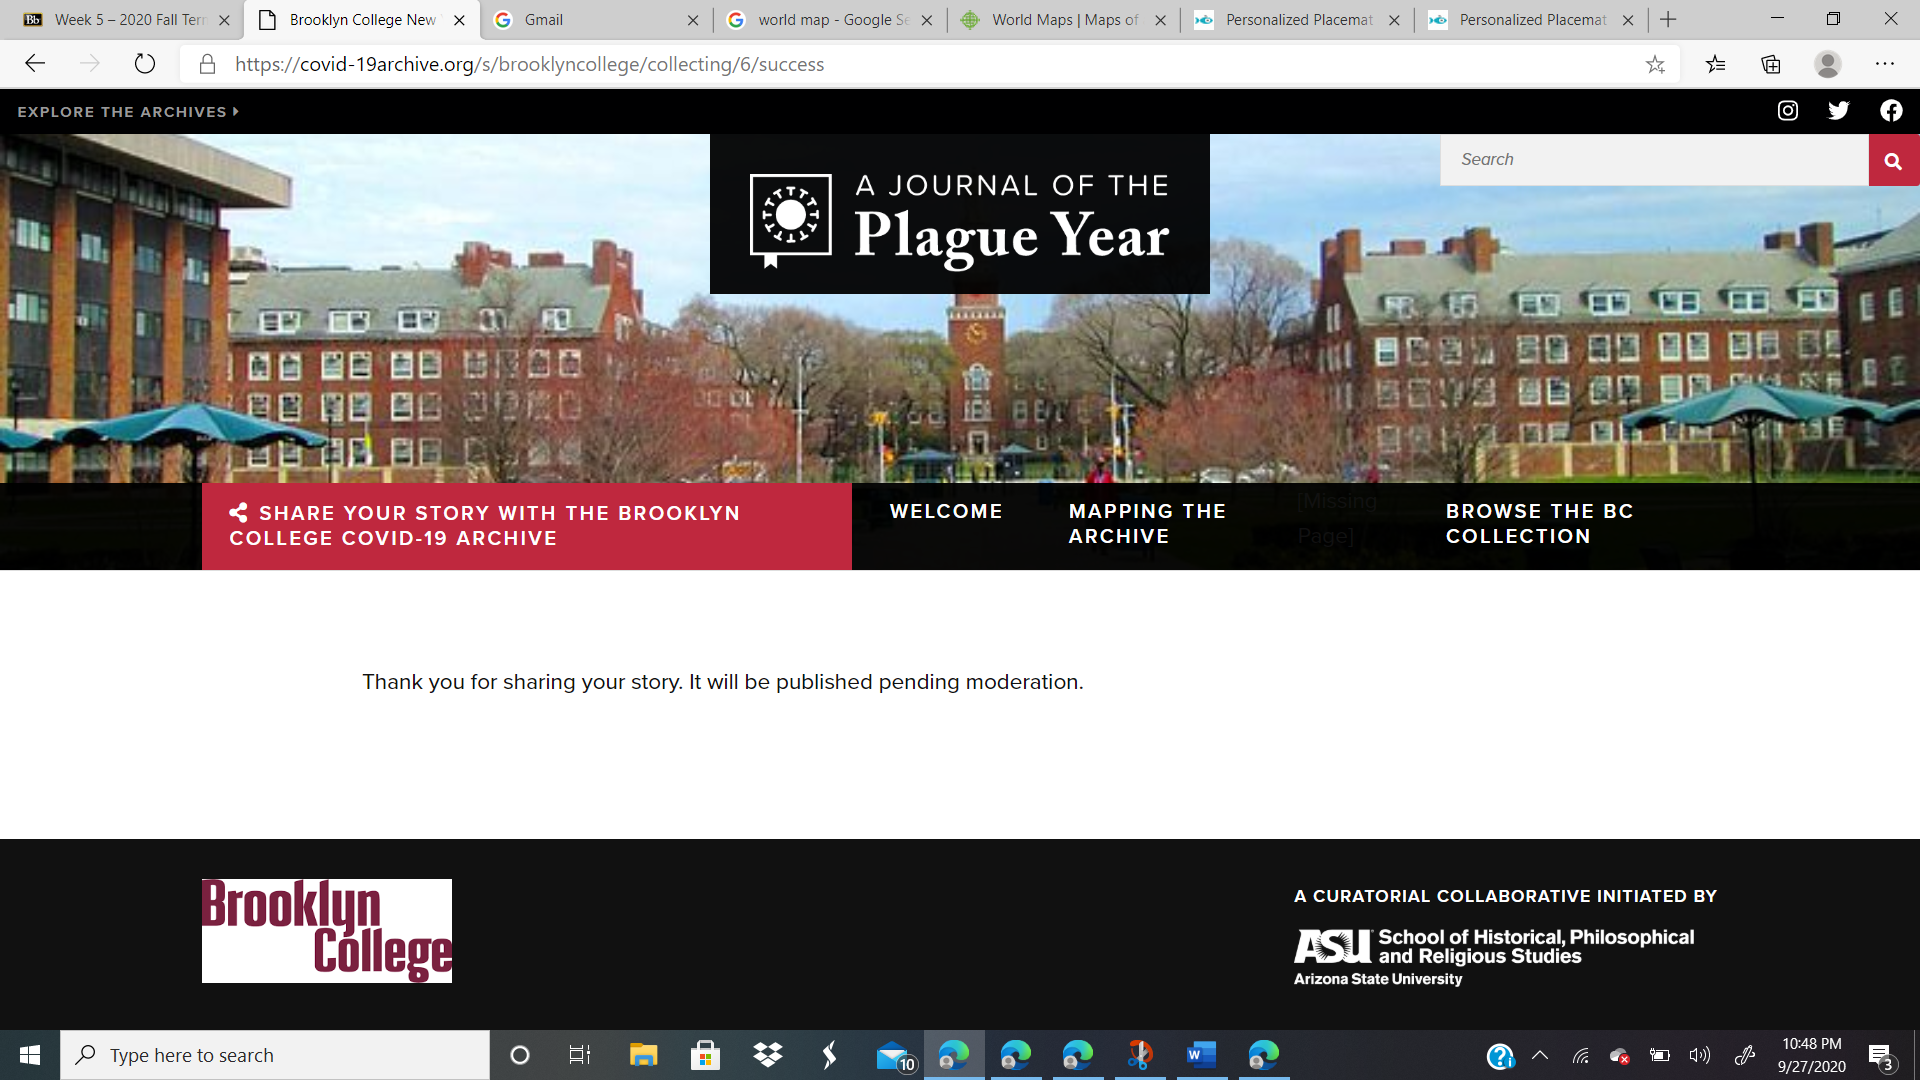 Week 5 – 2020 Fall Terr
Brooklyn College New
Gmail
world map - Google Se
World Maps | Maps of
Personalized Placemat
Personalized Placemat
https://covid-19archive.org/s/brooklyncollege/collecting/6/success
EXPLORE THE ARCHIVES
Search
A JOURNAL OF THE
Plague Year
SHARE YOUR STORY WITH THE BROOKLYN
COLLEGE COVID-19 ARCHIVE
WELCOME
MAPPING THE
ARCHIVE
[Missing
Page]
BROWSE THE BC
COLLECTION
Thank you for sharing your story. It will be published pending moderation.
Brooklyn
College
A CURATORIAL COLLABORATIVE INITIATED BY
ASU School of Historical, Philosophical
and Religious Studies
Arizona State University
Type here to search
10
10:48 PM
9/27/2020
3